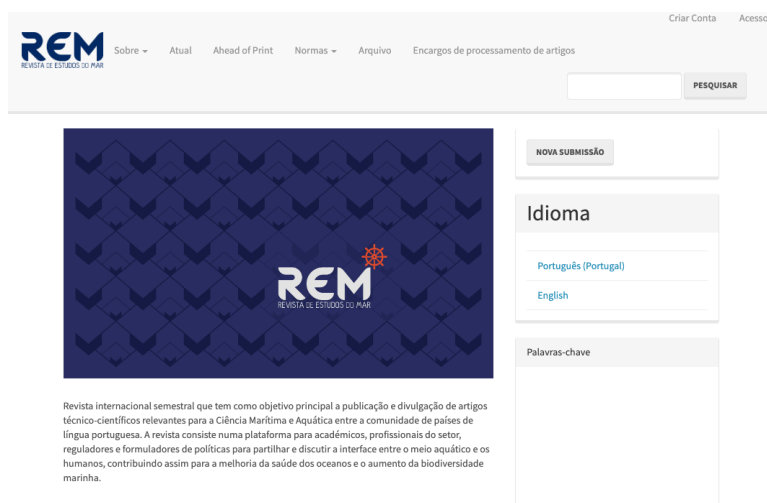 Criar Conta Acesso
REM
REVISTA DE ESTUDOS DO MAR
Sobre Atual Ahead of Print Normas Arquivo Encargos de processamento de artigos
PESQUISAR
NOVA SUBMISSÃO
Idioma
Português (Portugal)
English
Palavras-chave
REM
REVISTA DE ESTUDOS DO MAR
Revista internacional semestral que tem como objetivo principal a publicação e divulgação de artigos
técnico-científicos relevantes para a Ciência Marítima e Aquática entre a comunidade de países de
língua portuguesa. A revista consiste numa plataforma para académicos, profissionais do setor,
reguladores e formuladores de políticas para partilhar e discutir a interface entre o meio aquático e os
humanos, contribuindo assim para a melhoria da saúde dos oceanos e o aumento da biodiversidade
marinha.